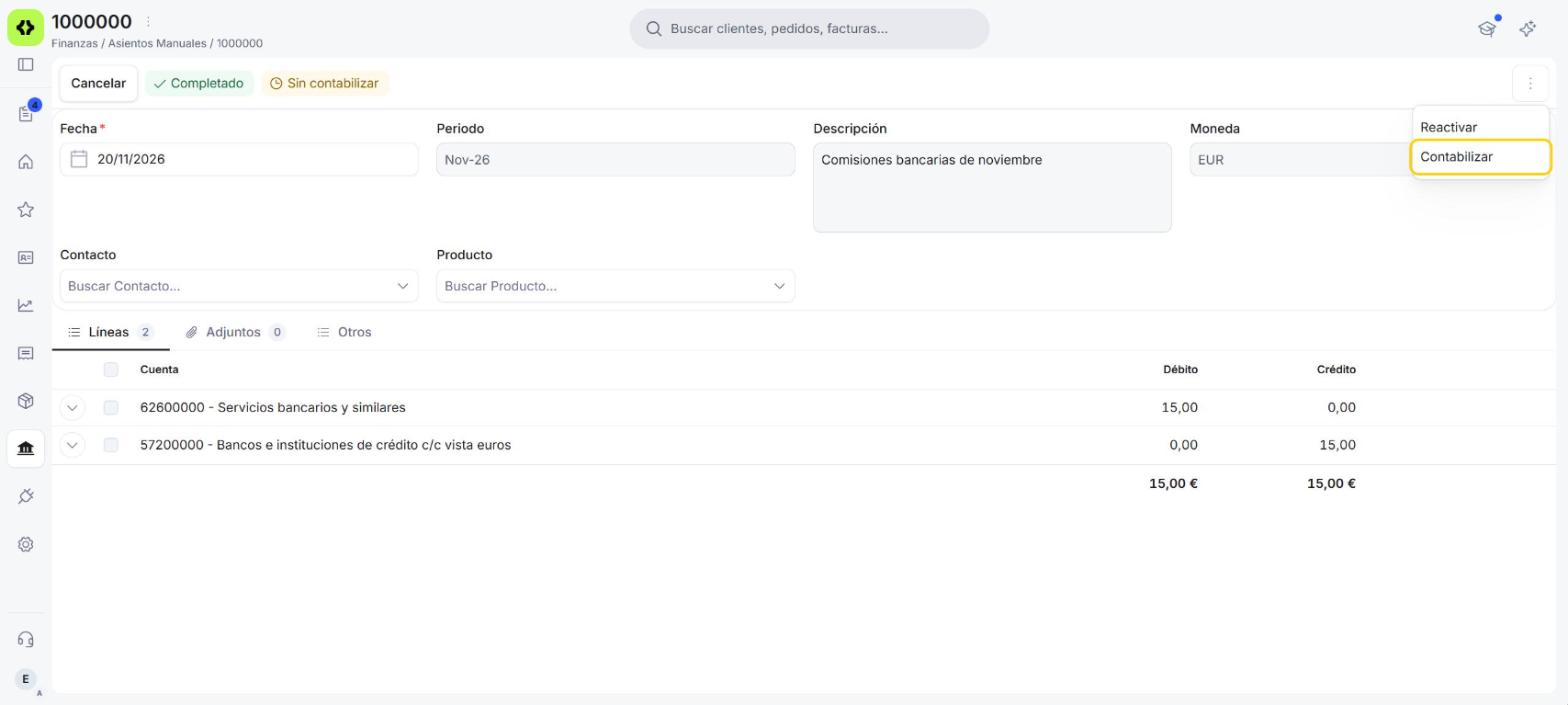 1000000
Finanzas / Asientos Manuales / 1000000
Buscar clientes, pedidos, facturas...
Cancelar
Completado
Sin contabilizar
Reactivar
Contabilizar
4
Fecha*
Periodo
Descripción
Moneda
20/11/2026
Nov-26
Comisiones bancarias de noviembre
EUR
Contacto
Producto
Buscar Contacto...
Buscar Producto...
Líneas 2
Adjuntos 0
Otros
Cuenta Débito Crédito
62600000 - Servicios bancarios y similares 15,00 0,00
57200000 - Bancos e instituciones de crédito c/c vista euros 0,00 15,00
15,00 € 15,00 €
E
A